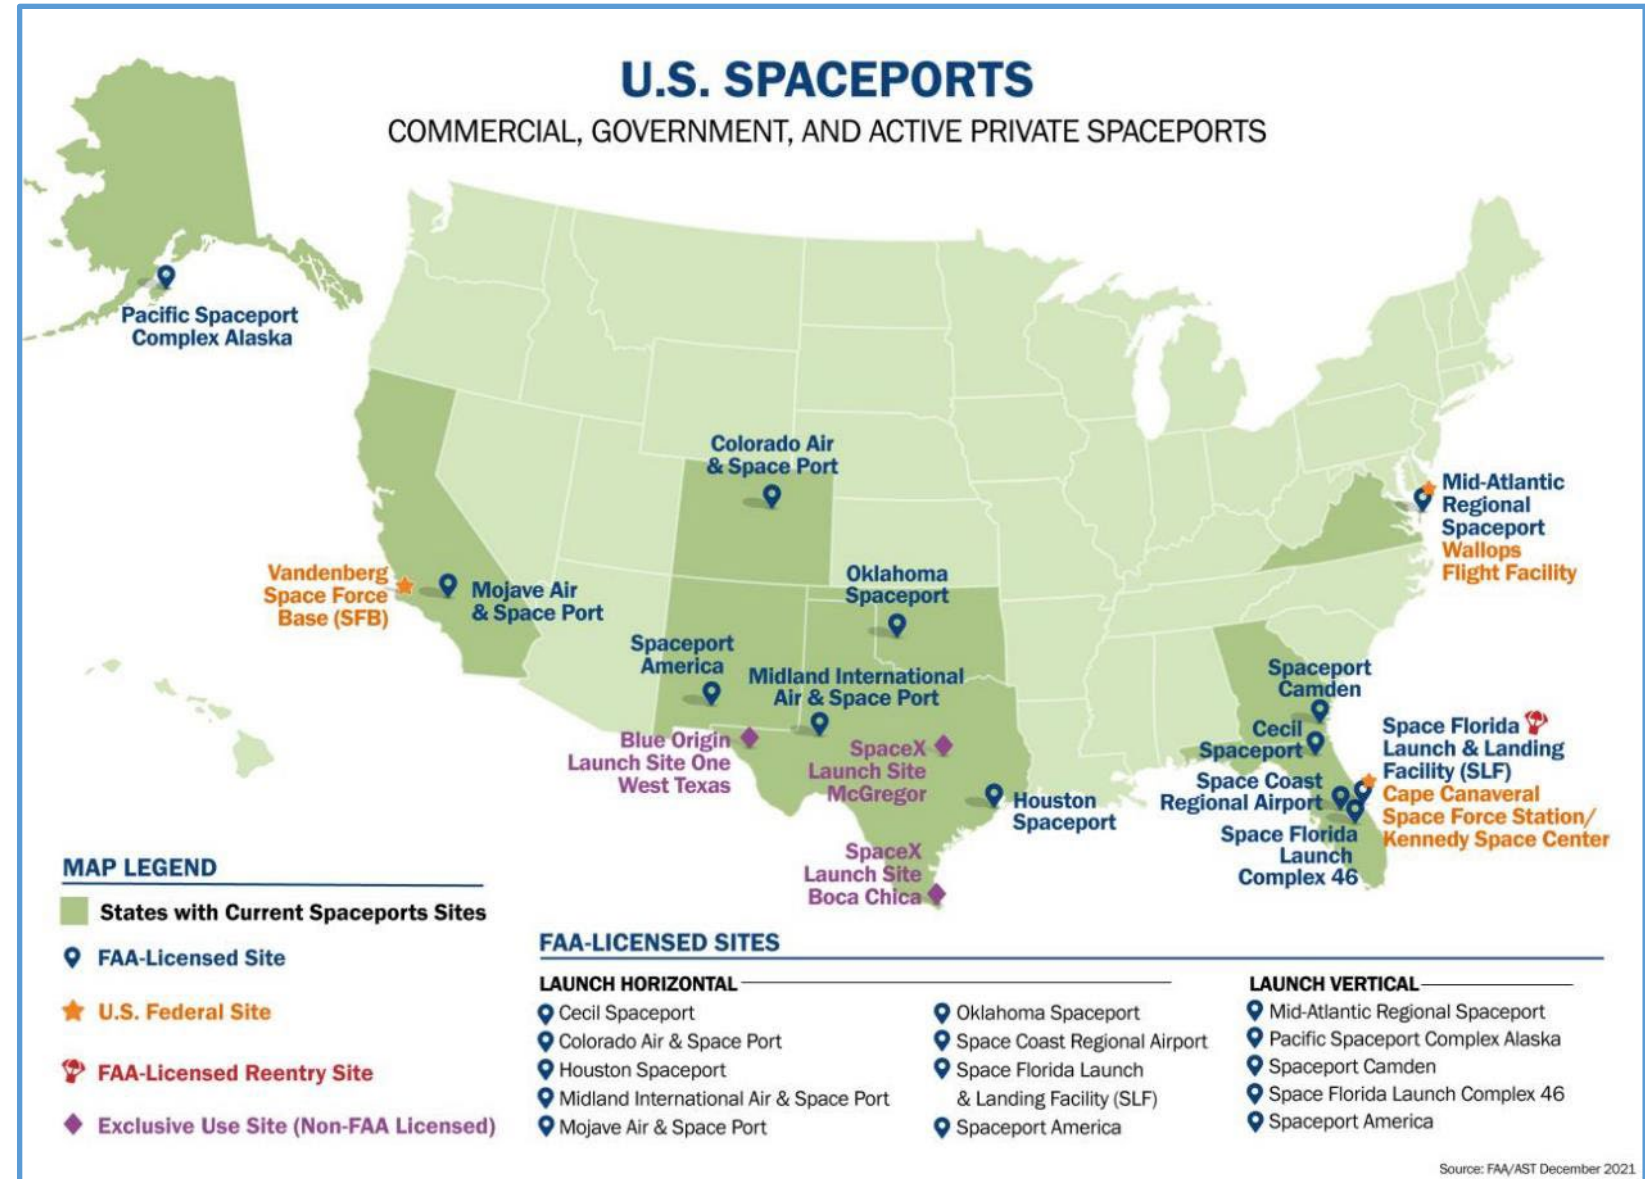 U.S. SPACEPORTS
COMMERCIAL, GOVERNMENT, AND ACTIVE PRIVATE SPACEPORTS
Pacific Spaceport
Complex Alaska
Colorado Air
& Space Port
Mid-Atlantic
Regional
Spaceport
Wallops
Flight Facility
Vandenberg
Space Force
Base (SFB)
Mojave Air
& Space Port
Oklahoma
Spaceport
Spaceport
America
Midland International
Air & Space Port
Blue Origin
Launch Site One
West Texas
SpaceX
Launch Site
McGregor
Houston
Spaceport
SpaceX
Launch Site
Boca Chica
Spaceport
Camden
Cecil
Spaceport
Space Coast
Regional Airport
Space Florida
Launch
Complex 46
Space Florida
Launch & Landing
Facility (SLF)
Cape Canaveral
Space Force Station/
Kennedy Space Center
MAP LEGEND
States with Current Spaceports Sites
FAA-Licensed Site
U.S. Federal Site
FAA-Licensed Reentry Site
Exclusive Use Site (Non-FAA Licensed)
FAA-LICENSED SITES
LAUNCH HORIZONTAL
Cecil Spaceport
Colorado Air & Space Port
Houston Spaceport
Midland International Air & Space Port
Mojave Air & Space Port
Oklahoma Spaceport
Space Coast Regional Airport
Space Florida Launch
& Landing Facility (SLF)
Spaceport America
LAUNCH VERTICAL
Mid-Atlantic Regional Spaceport
Pacific Spaceport Complex Alaska
Spaceport Camden
Space Florida Launch Complex 46
Spaceport America
Source: FAA/AST December 2021